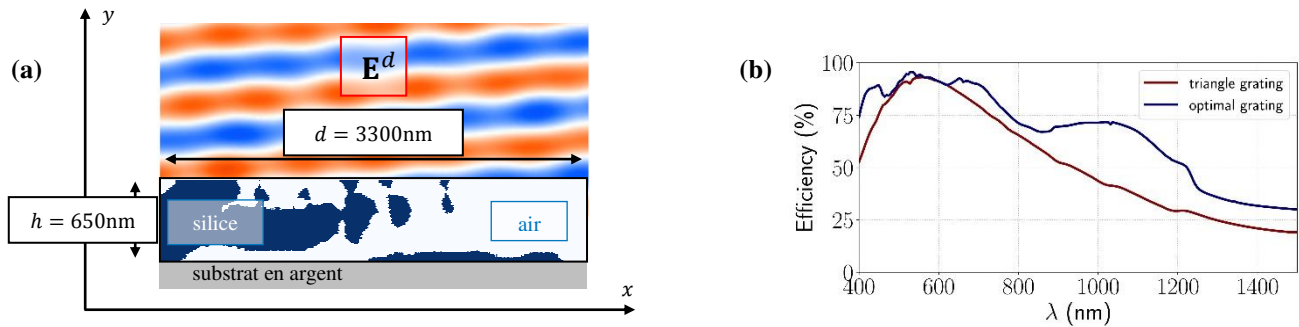 (a)
y
E^d
d = 3300nm
h = 650nm
silice
air
substrat en argent
x
(b)
Efficiency (%)
100
75
50
25
0
triangle grating
optimal grating
400 600 800 1000 1200 1400
λ (nm)